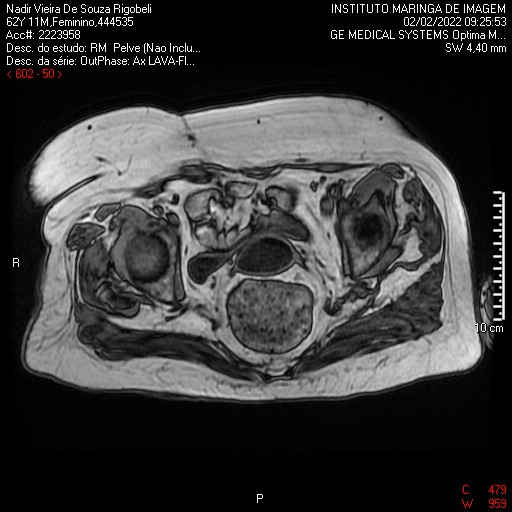 Nadir Vieira De Souza Rigobeli
62Y 11M,Feminino,444535
Acc#: 2223958
Desc. do estudo: RM Pelve (Nao Inclu...
Desc. da série: OutPhase: Ax LAVA-Fl...
< 602 - 50 >
INSTITUTO MARINGA DE IMAGEM
02/02/2022 09:25:53
GE MEDICAL SYSTEMS Optima M...
SW 4,40 mm
R
10 cm
P
C 479
W 959